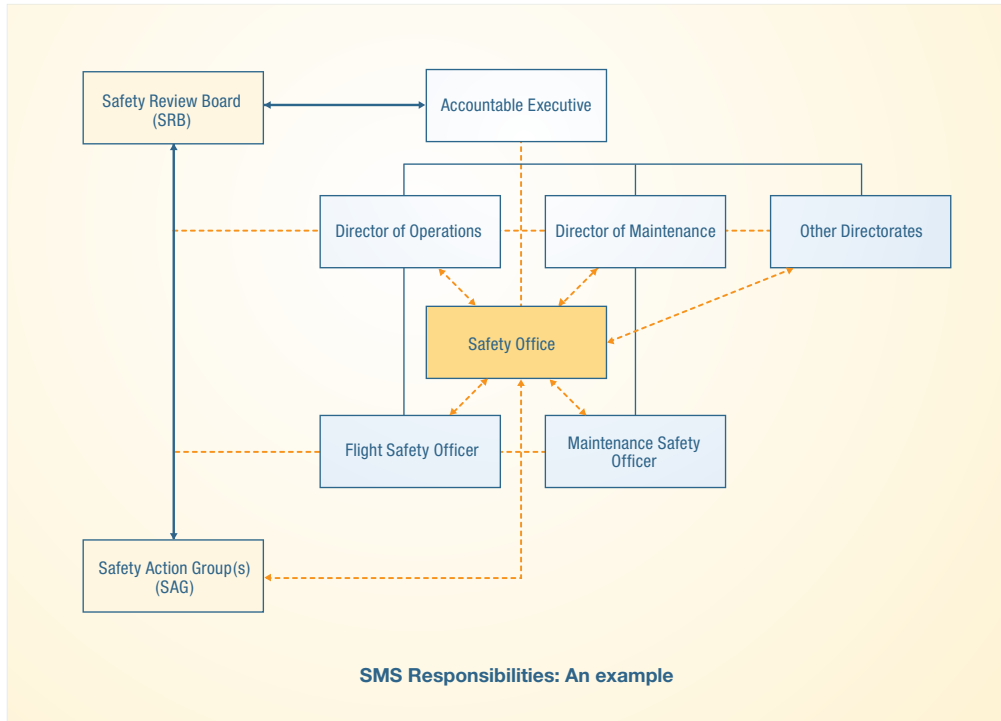 Safety Review Board
(SRB)
Accountable Executive
Director of Operations
Director of Maintenance
Other Directorates
Safety Office
Flight Safety Officer
Maintenance Safety
Officer
Safety Action Group(s)
(SAG)
SMS Responsibilities: An example